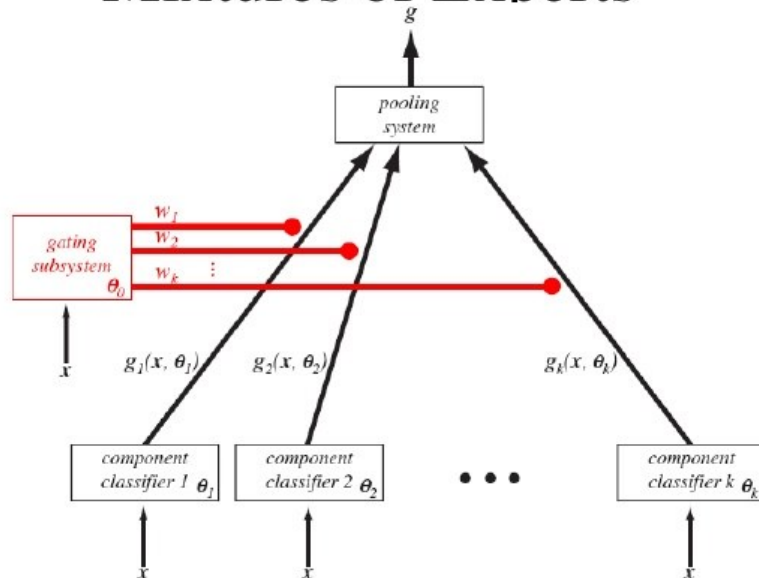 g
pooling
system
w1
gating
subsystem
θ0
w2
⋮
wk
x
g1(x, θ1)
g2(x, θ2)
gk(x, θk)
component
classifier 1 θ1
component
classifier 2 θ2
• • •
component
classifier k θk
x
x
x